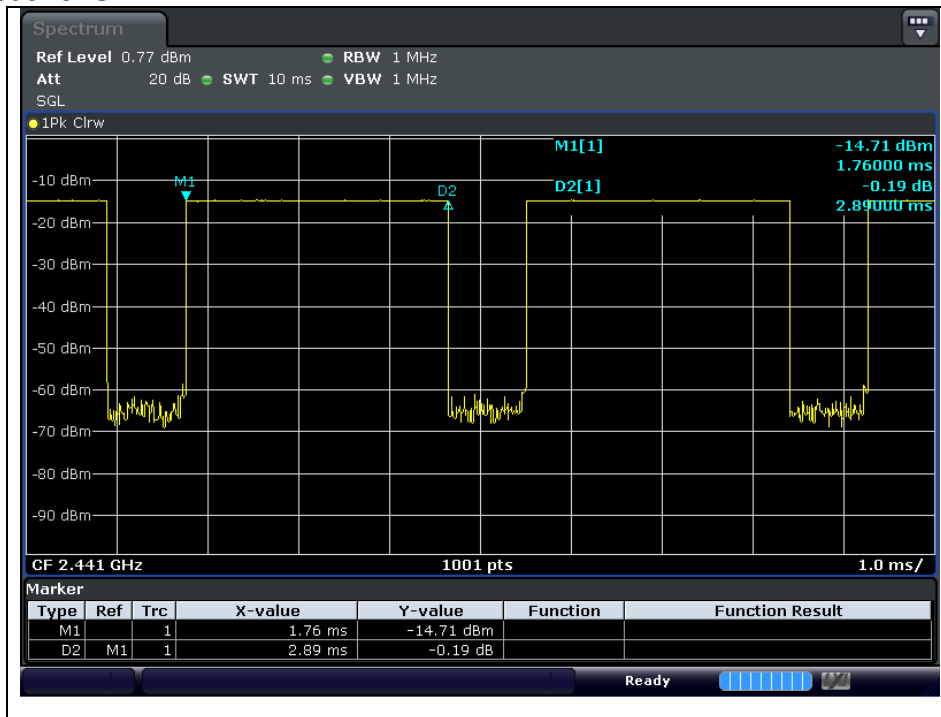 Spectrum
Ref Level 0.77 dBm RBW 1 MHz
Att 20 dB SWT 10 ms VBW 1 MHz
SGL
1Pk Clrw
M1[1] -14.71 dBm
1.76000 ms
D2[1] -0.19 dB
2.89000 ms
M1
D2
-10 dBm
-20 dBm
-30 dBm
-40 dBm
-50 dBm
-60 dBm
-70 dBm
-80 dBm
-90 dBm
CF 2.441 GHz 1001 pts 1.0 ms/
Marker
Type Ref Trc X-value Y-value Function Function Result
M1 1 1.76 ms -14.71 dBm
D2 M1 1 2.89 ms -0.19 dB
Ready